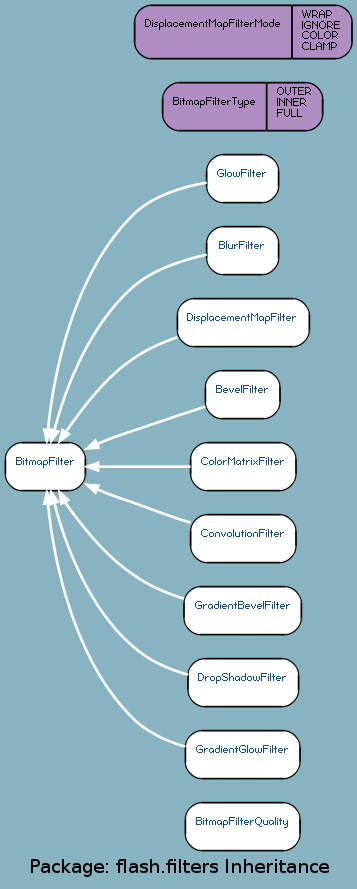 DisplacementMapFilterMode
WRAP
IGNORE
COLOR
CLAMP
BitmapFilterType
OUTER
INNER
FULL
GlowFilter
BlurFilter
DisplacementMapFilter
BevelFilter
BitmapFilter
ColorMatrixFilter
ConvolutionFilter
GradientBevelFilter
DropShadowFilter
GradientGlowFilter
BitmapFilterQuality
Package: flash.filters Inheritance